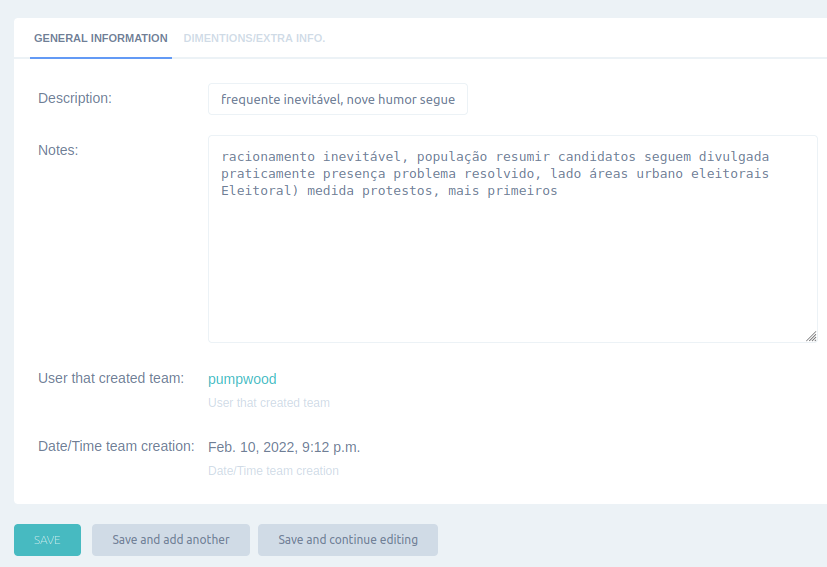 GENERAL INFORMATION DIMENTIONS/EXTRA INFO.
Description: frequente inevitável, nove humor segue
Notes: racionamento inevitável, população resumir candidatos seguem divulgada
praticamente presença problema resolvido, lado áreas urbano eleitorais
Eleitoral) medida protestos, mais primeiros
User that created team: pumpwood
User that created team
Date/Time team creation: Feb. 10, 2022, 9:12 p.m.
Date/Time team creation
SAVE Save and add another Save and continue editing